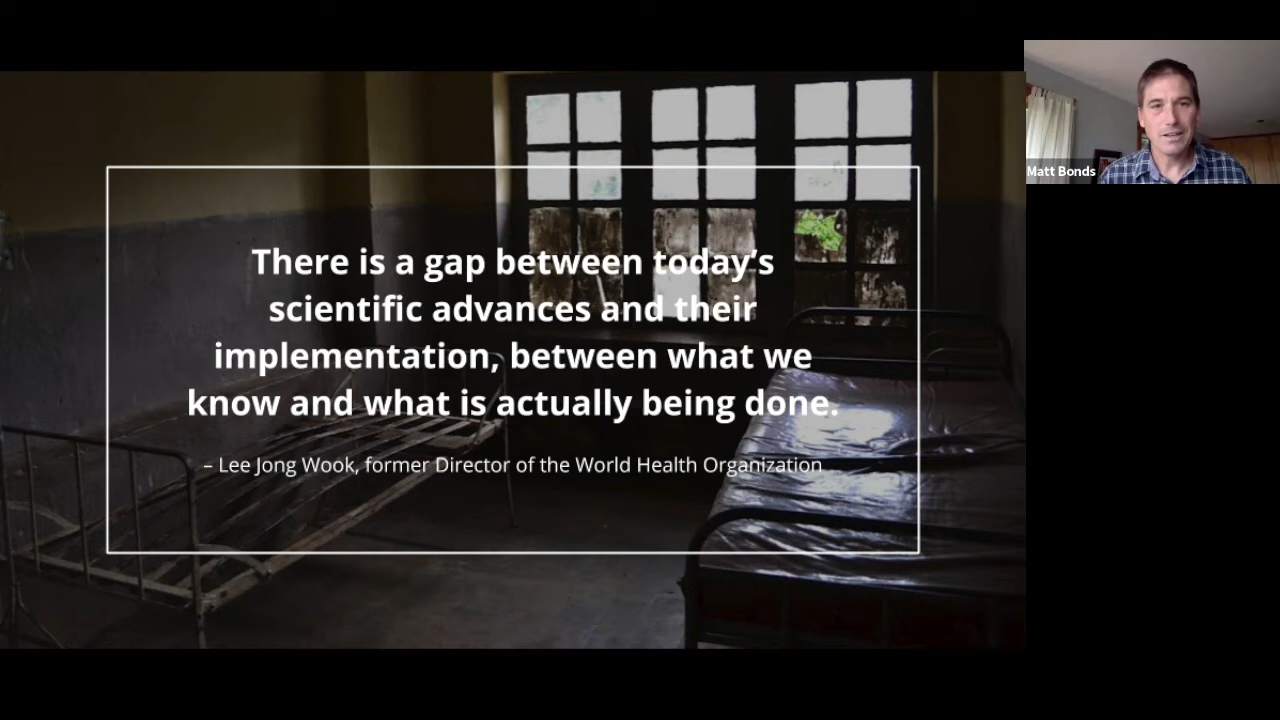 There is a gap between today’s
scientific advances and their
implementation, between what we
know and what is actually being done.
– Lee Jong Wook, former Director of the World Health Organization
Matt Bonds